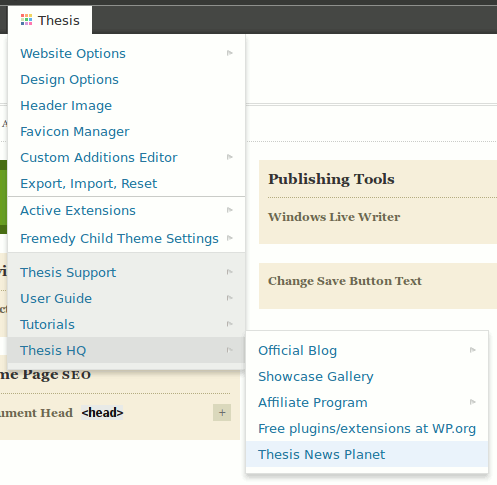 Thesis
Website Options
Design Options
Header Image
Favicon Manager
Custom Additions Editor
Export, Import, Reset
Active Extensions
Fremedy Child Theme Settings
Thesis Support
User Guide
Tutorials
Thesis HQ
Official Blog
Showcase Gallery
Affiliate Program
Free plugins/extensions at WP.org
Thesis News Planet
Publishing Tools
Windows Live Writer
Change Save Button Text
me Page SEO
ument Head <head>
+